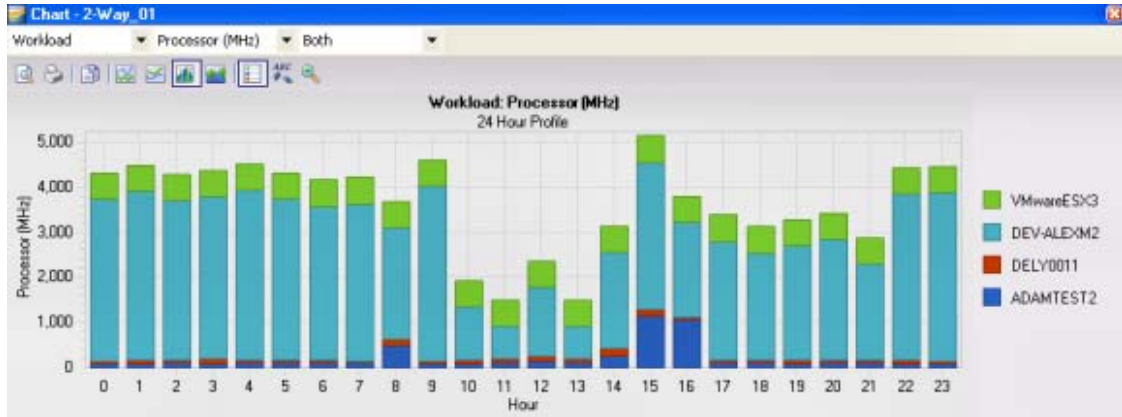 Chart - 2-Way_01
Workload Processor (MHz) Both
ABC
Workload: Processor (MHz)
24 Hour Profile
5,000
4,000
3,000
2,000
1,000
0
Processor (MHz)
0 1 2 3 4 5 6 7 8 9 10 11 12 13 14 15 16 17 18 19 20 21 22 23
Hour
VMwareESX3
DEV-ALEXM2
DELY0011
ADAMTEST2